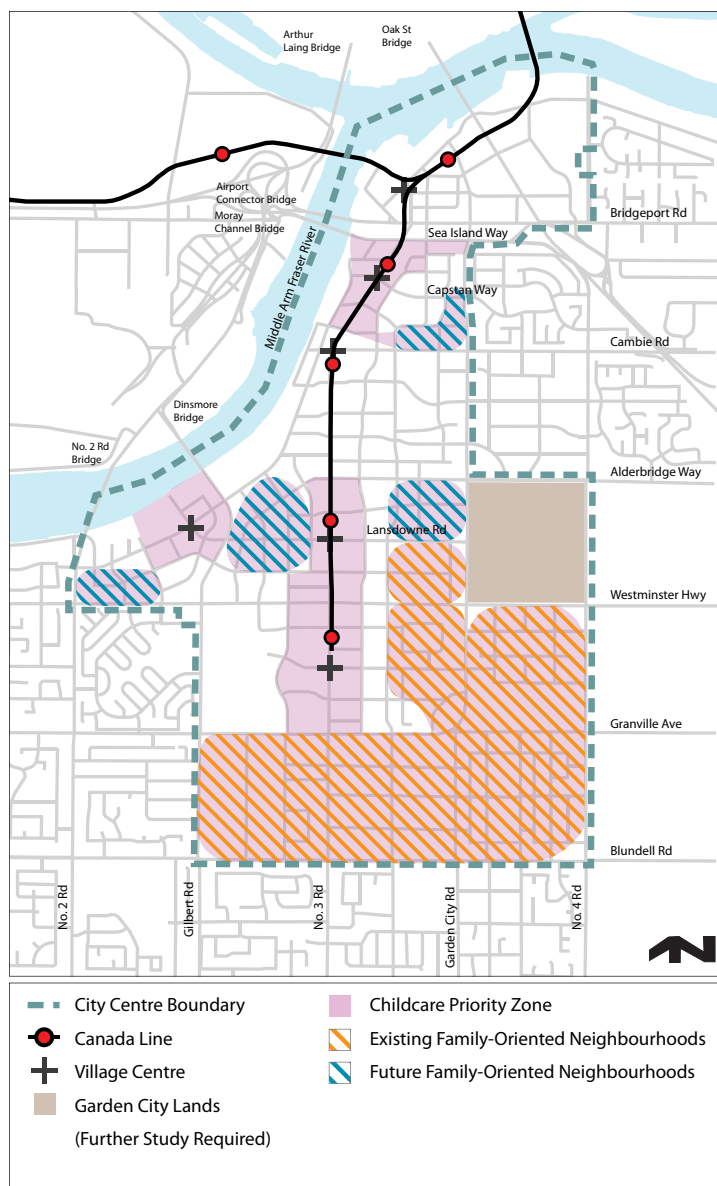 Arthur
Laing Bridge
Oak St
Bridge
Airport
Connector Bridge
Moray
Channel Bridge
Bridgeport Rd
Sea Island Way
Middle Arm Fraser River
Capstan Way
Cambie Rd
Dinsmore
Bridge
No. 2 Rd
Bridge
Alderbridge Way
Lansdowne Rd
Westminster Hwy
Granville Ave
Blundell Rd
No. 2 Rd
Gilbert Rd
No. 3 Rd
Garden City Rd
No. 4 Rd
N
City Centre Boundary
Canada Line
Village Centre
Garden City Lands
(Further Study Required)
Childcare Priority Zone
Existing Family-Oriented Neighbourhoods
Future Family-Oriented Neighbourhoods